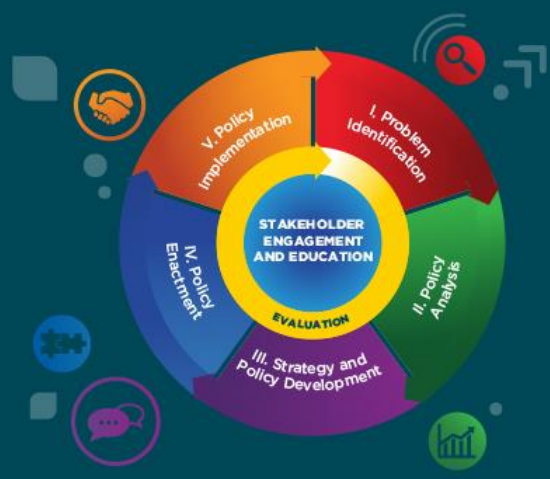 I. Problem
Identification
II. Policy
Analysis
III. Strategy and
Policy Development
IV. Policy
Enactment
V. Policy
Implementation
STAKEHOLDER
ENGAGEMENT
AND EDUCATION
EVALUATION